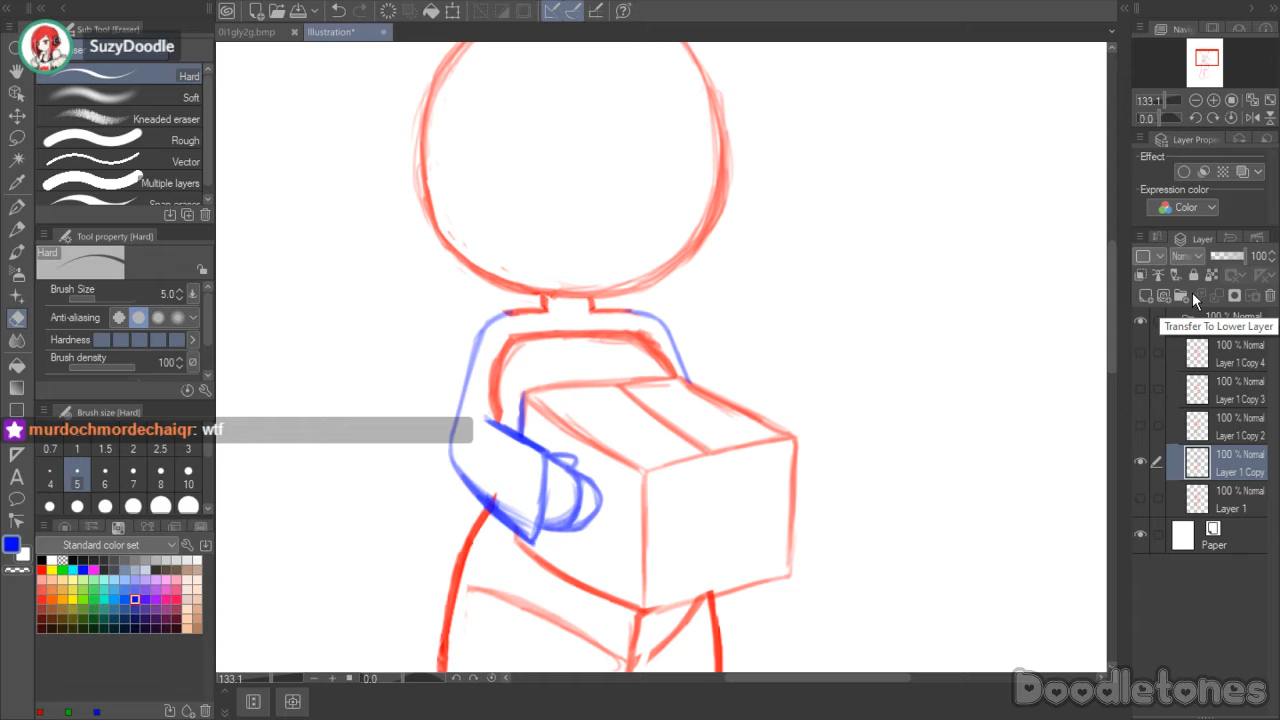 SuzyDoodle
Sub Tool [Eraser]
Hard
Soft
Kneaded eraser
Rough
Vector
Multiple layers
Tool property [Hard]
Hard
Brush Size
5.0
Anti-aliasing
Hardness
Brush density
100
Brush size [Hard]
murdochmordechaiqr: wtf
0.7 1 1.5 2 2.5 3
4 5 6 7 8 10
Standard color set
0i1gly2g.bmp
Illustration*
133.1
0.0
Navi
133.1
0.0
Layer Prope
Effect
Expression color
Color
Layer
Norm
100
Transfer To Lower Layer
100 % Normal
100 % Normal
Layer 1 Copy 4
100 % Normal
Layer 1 Copy 3
100 % Normal
Layer 1 Copy 2
100 % Normal
Layer 1 Copy
100 % Normal
Layer 1
Paper
Doodletones